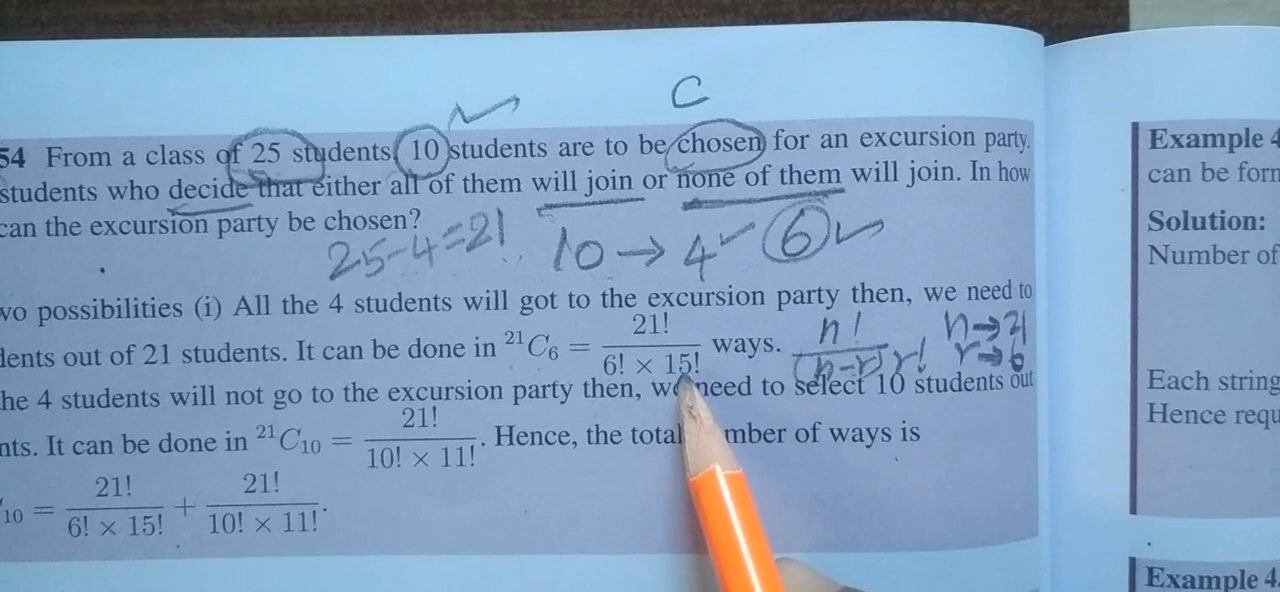 C
54 From a class of 25 students, 10 students are to be chosen for an excursion party.
students who decide that either all of them will join or none of them will join. In how
can the excursion party be chosen?
25-4=21 10 → 4 6
wo possibilities (i) All the 4 students will got to the excursion party then, we need to
dents out of 21 students. It can be done in ²¹C₆ = 21! / 6! × 15! ways. n! / (n-r)! r! n→21 r→6
he 4 students will not go to the excursion party then, we need to select 10 students out
nts. It can be done in ²¹C₁₀ = 21! / 10! × 11!. Hence, the total mber of ways is
10 = 21! / 6! × 15! + 21! / 10! × 11!.
Example 4
can be form
Solution:
Number of
Each string
Hence requ
Example 4.